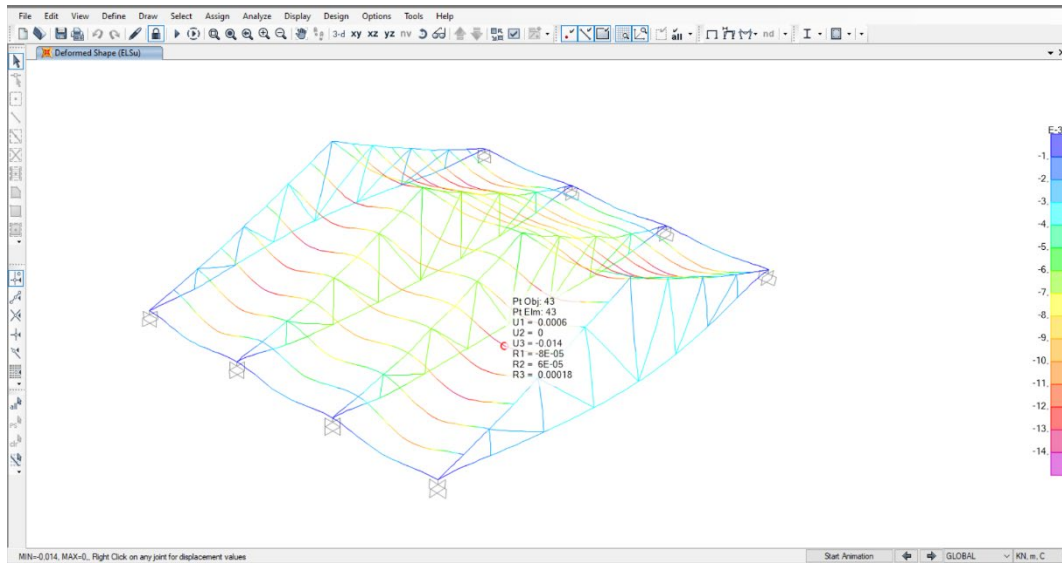 File Edit View Define Draw Select Assign Analyze Display Design Options Tools Help
3-d xy xz yz nv all nd
Deformed Shape (ELSu)
E-3
-1.
-2.
-3.
-4.
-5.
-6.
-7.
-8.
-9.
-10.
-11.
-12.
-13.
-14.
Pt Obj: 43
Pt Elm: 43
U1 = 0.0006
U2 = 0
U3 = -0.014
R1 = -8E-05
R2 = 6E-05
R3 = 0.00018
MIN=-0.014, MAX=0., Right Click on any joint for displacement values
Start Animation GLOBAL KN, m, C